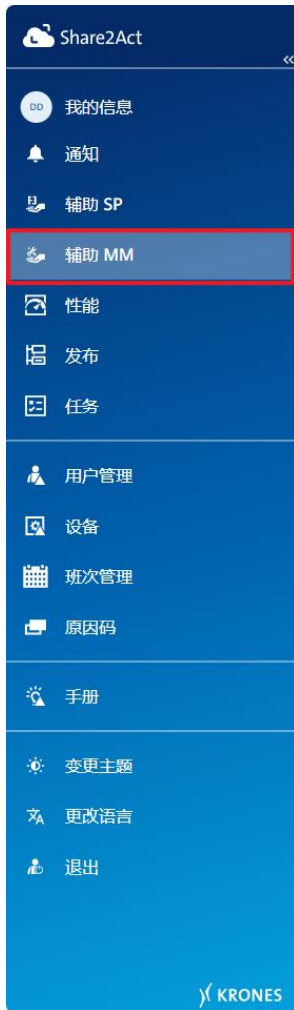 Share2Act
«
DD 我的信息
通知
辅助 SP
辅助 MM
性能
发布
任务
用户管理
设备
班次管理
原因码
手册
变更主题
更改语言
退出
KRONES